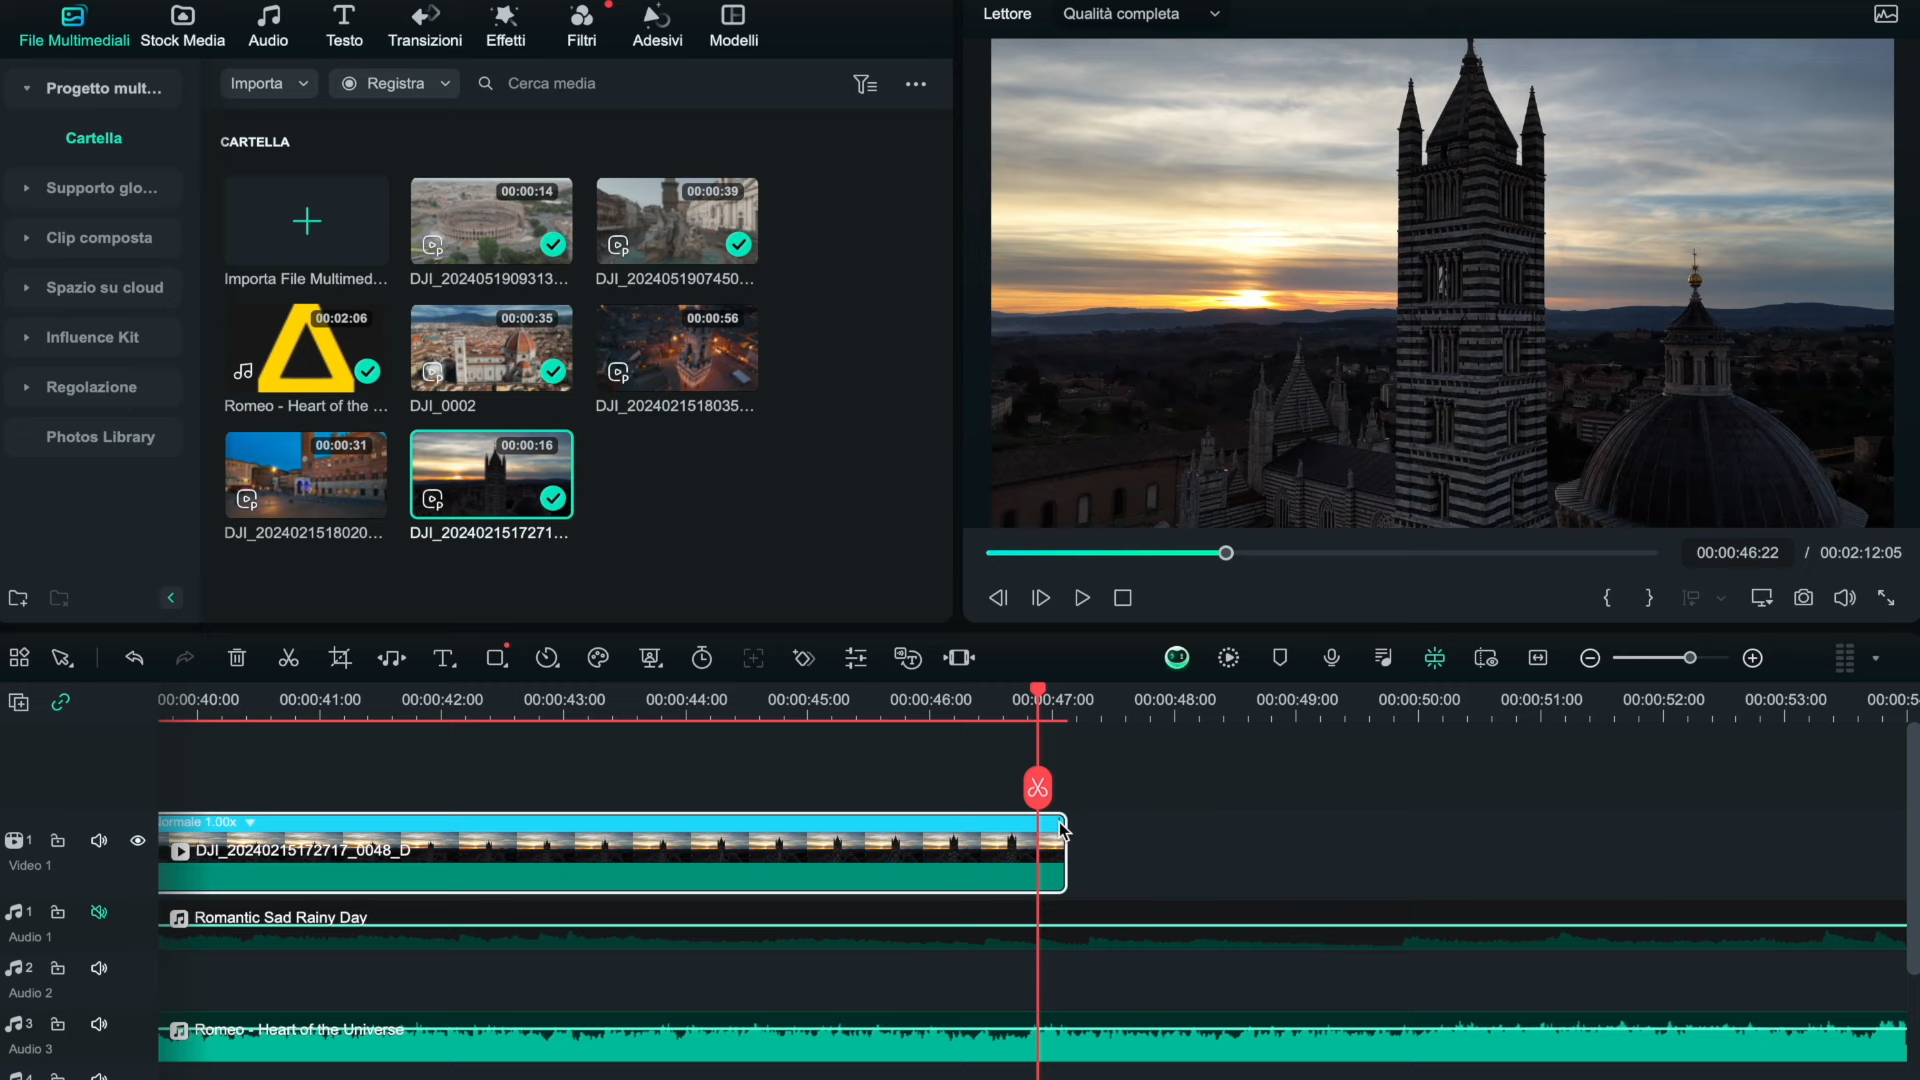 File Multimediali
Stock Media
Audio
Testo
Transizioni
Effetti
Filtri
Adesivi
Modelli
Lettore
Qualità completa
Progetto mult...
Importa
Registra
Cerca media
Cartella
CARTELLA
Supporto glo...
Clip composta
Spazio su cloud
Influence Kit
Regolazione
Photos Library
00:00:14
00:00:39
Importa File Multimed...
DJI_2024051909313...
DJI_2024051907450...
00:02:06
00:00:35
00:00:56
Romeo - Heart of the ...
DJI_0002
DJI_2024021518035...
00:00:31
00:00:16
DJI_2024021518020...
DJI_2024021517271...
00:00:46:22 / 00:02:12:05
00:00:40:00 00:00:41:00 00:00:42:00 00:00:43:00 00:00:44:00 00:00:45:00 00:00:46:00 00:00:47:00 00:00:48:00 00:00:49:00 00:00:50:00 00:00:51:00 00:00:52:00 00:00:53:00 00:00:5
ormale 1.00x
1
DJI_20240215172717_0048_D
Video 1
1
Romantic Sad Rainy Day
Audio 1
2
Audio 2
3
Romeo - Heart of the Universe
Audio 3